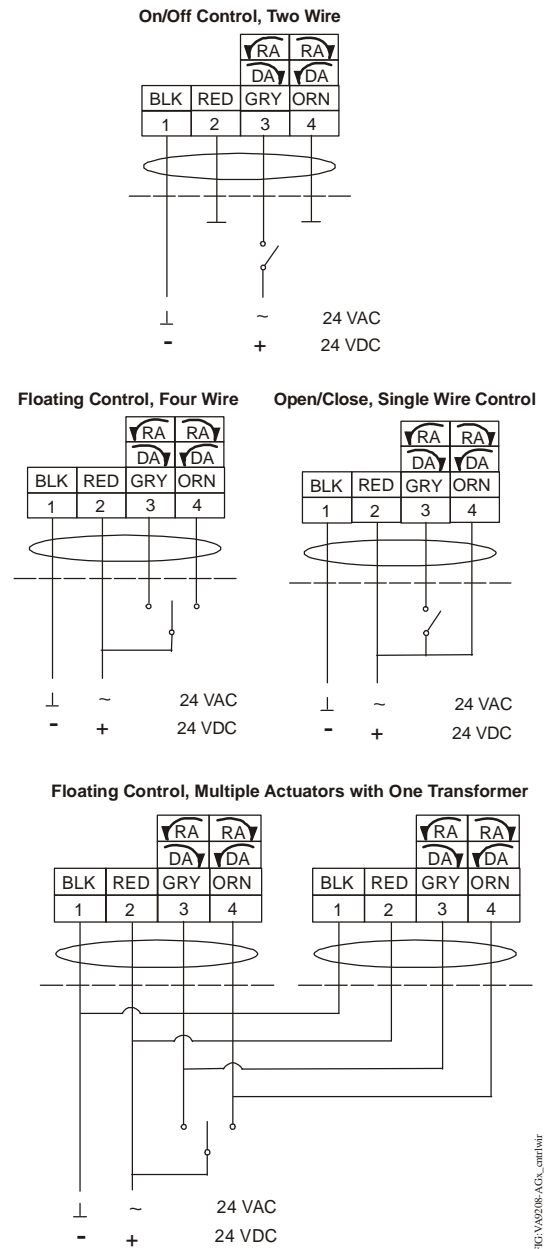 On/Off Control, Two Wire
RA RA
DA DA
BLK RED GRY ORN
1 2 3 4
⊥ ~ 24 VAC
- + 24 VDC
Floating Control, Four Wire
RA RA
DA DA
BLK RED GRY ORN
1 2 3 4
⊥ ~ 24 VAC
- + 24 VDC
Open/Close, Single Wire Control
RA RA
DA DA
BLK RED GRY ORN
1 2 3 4
⊥ ~ 24 VAC
- + 24 VDC
Floating Control, Multiple Actuators with One Transformer
RA RA
DA DA
BLK RED GRY ORN
1 2 3 4
RA RA
DA DA
BLK RED GRY ORN
1 2 3 4
⊥ ~ 24 VAC
- + 24 VDC
FIG:VA9208-AGx_cntrlwir